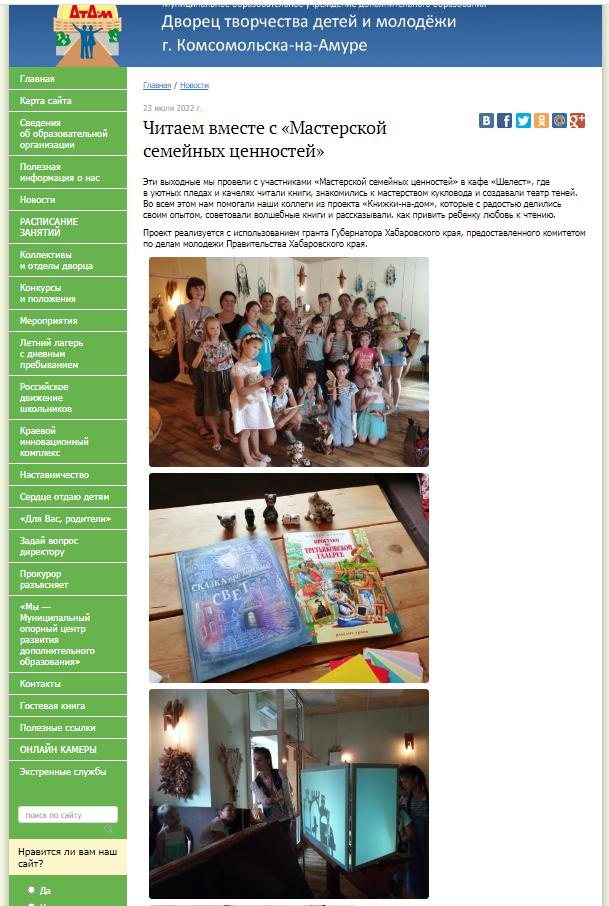 ДТДиМ
Муниципальное образовательное учреждение дополнительного образования
Дворец творчества детей и молодёжи
г. Комсомольска-на-Амуре
Главная
Карта сайта
Сведения
об образовательной
организации
Полезная
информация о нас
Новости
РАСПИСАНИЕ
ЗАНЯТИЙ
Коллективы
и отделы дворца
Конкурсы
и положения
Мероприятия
Летний лагерь
с дневным
пребыванием
Российское
движение
школьников
Краевой
инновационный
комплекс
Наставничество
Сердце отдаю детям
«Для Вас, родители»
Задай вопрос
директору
Прокурор
разъясняет
«Мы —
Муниципальный
опорный центр
развития
дополнительного
образования»
Контакты
Гостевая книга
Полезные ссылки
ОНЛАЙН КАМЕРЫ
Экстренные службы
поиск по сайту
Нравится ли вам наш
сайт?
Да
Главная / Новости
23 июля 2022 г.
Читаем вместе с «Мастерской
семейных ценностей»
Эти выходные мы провели с участниками «Мастерской семейных ценностей» в кафе «Шелест», где
в уютных пледах и качелях читали книги, знакомились к мастерством кукловода и создавали театр теней.
Во всем этом нам помогали наши коллеги из проекта «Книжки-на-дом», которые с радостью делились
своим опытом, советовали волшебные книги и рассказывали. как привить ребенку любовь к чтению.
Проект реализуется с использованием гранта Губернатора Хабаровского края, предоставленного комитетом
по делам молодежи Правительства Хабаровского края.
СКАЗКА про
СВЕТ
ПРОГУЛКИ
ПО
ТРЕТЬЯКОВСКОЙ
ГАЛЕРЕЕ